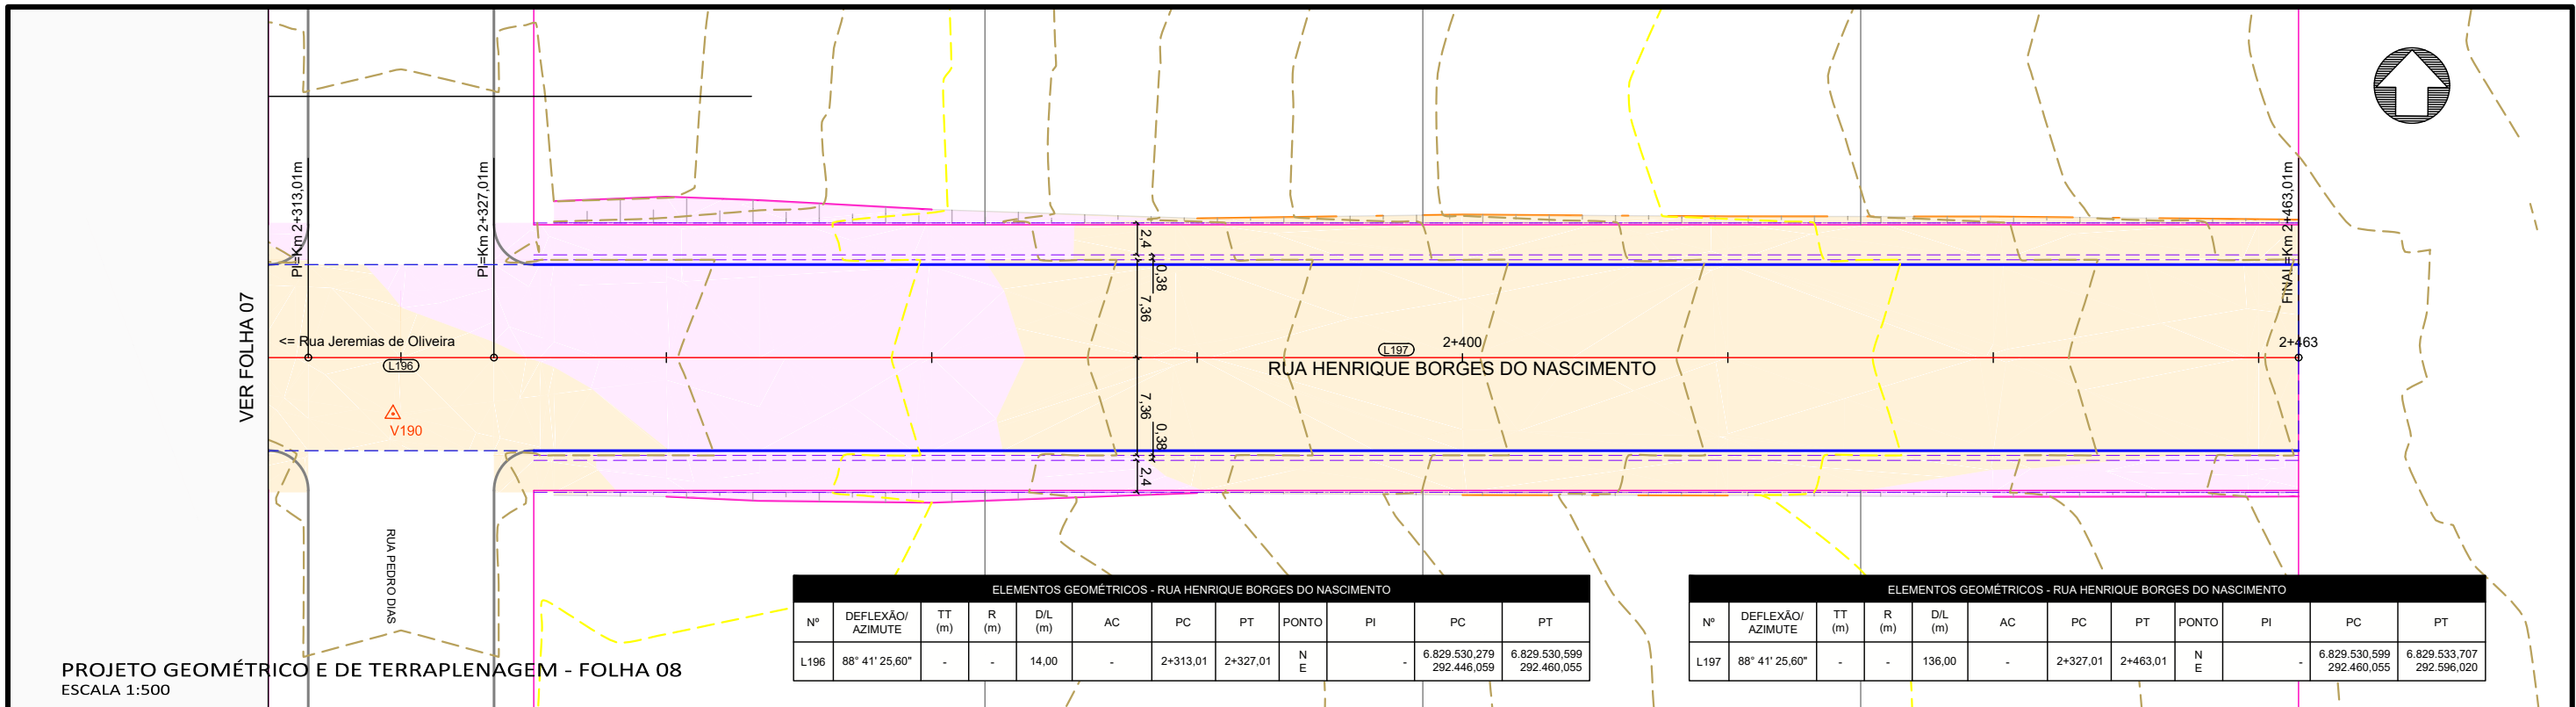 PI=Km 2+313,01m
PI=Km 2+327,01m
FINAL=Km 2+463,01m
VER FOLHA 07
<= Rua Jeremias de Oliveira
L196
V190
RUA PEDRO DIAS
2,4
0,38
7,36
7,36
0,38
2,4
L197
2+400
2+463
RUA HENRIQUE BORGES DO NASCIMENTO
ELEMENTOS GEOMÉTRICOS - RUA HENRIQUE BORGES DO NASCIMENTO
Nº DEFLEXÃO/ AZIMUTE TT (m) R (m) D/L (m) AC PC PT PONTO PI PC PT
L196 88° 41' 25,60" - - 14,00 - 2+313,01 2+327,01 N - 6.829.530,279 6.829.530,599
E 292.446,059 292.460,055
ELEMENTOS GEOMÉTRICOS - RUA HENRIQUE BORGES DO NASCIMENTO
Nº DEFLEXÃO/ AZIMUTE TT (m) R (m) D/L (m) AC PC PT PONTO PI PC PT
L197 88° 41' 25,60" - - 136,00 - 2+327,01 2+463,01 N - 6.829.530,599 6.829.533,707
E 292.460,055 292.596,020
PROJETO GEOMÉTRICO E DE TERRAPLENAGEM - FOLHA 08
ESCALA 1:500